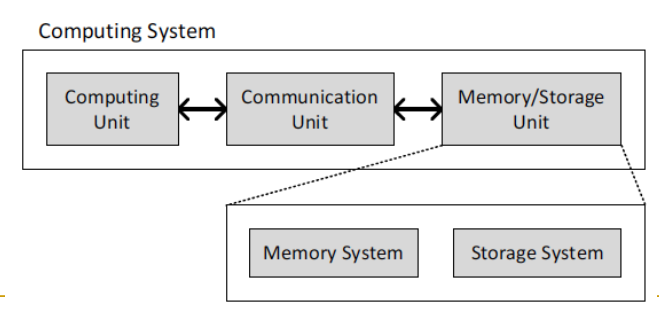 Computing System
Computing
Unit
Communication
Unit
Memory/Storage
Unit
Memory System
Storage System